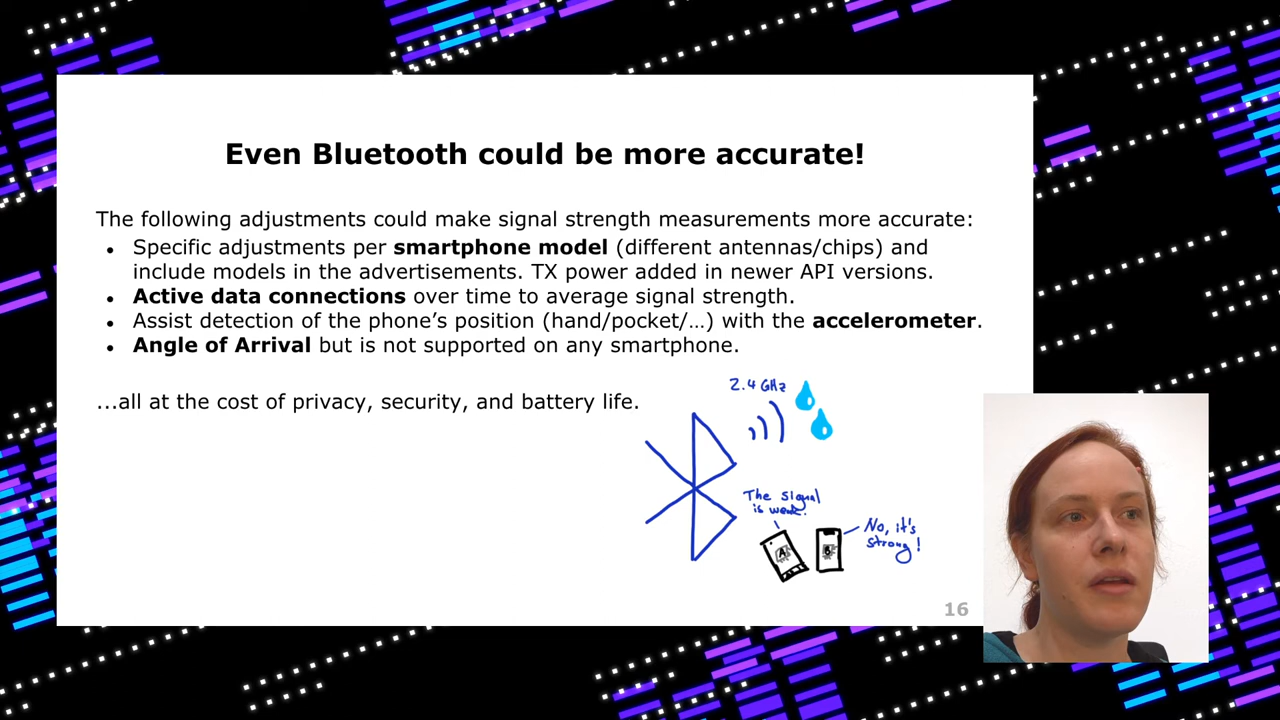 Even Bluetooth could be more accurate!
The following adjustments could make signal strength measurements more accurate:
• Specific adjustments per smartphone model (different antennas/chips) and
include models in the advertisements. TX power added in newer API versions.
• Active data connections over time to average signal strength.
• Assist detection of the phone’s position (hand/pocket/…) with the accelerometer.
• Angle of Arrival but is not supported on any smartphone.
…all at the cost of privacy, security, and battery life.
2.4 GHz
The signal
is weak.
No, it's
strong!
A
B
16